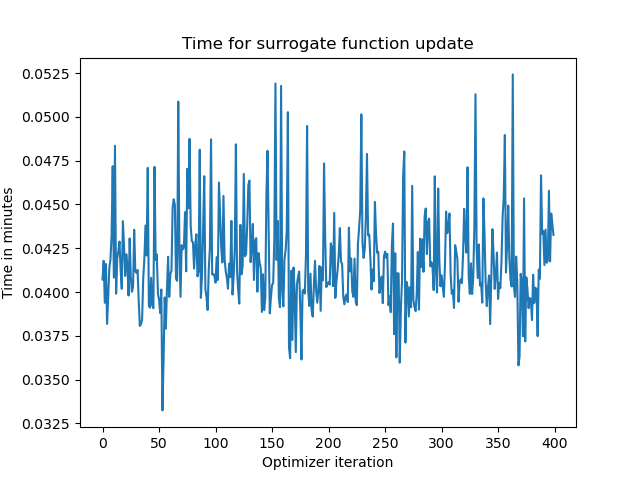 Time for surrogate function update
0.0525
0.0500
0.0475
0.0450
0.0425
0.0400
0.0375
0.0350
0.0325
Time in minutes
0 50 100 150 200 250 300 350 400
Optimizer iteration